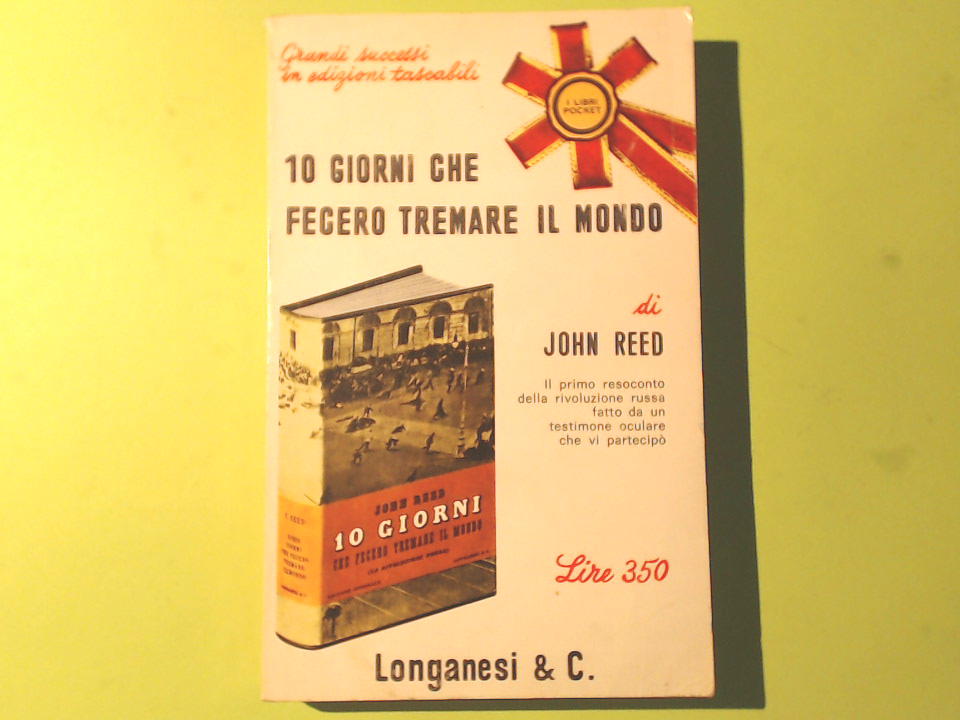 Grandi successi
in edizioni tascabili
I LIBRI
POCKET
10 GIORNI CHE
FECERO TREMARE IL MONDO
di
JOHN REED
Il primo resoconto
della rivoluzione russa
fatto da un
testimone oculare
che vi partecipò
JOHN REED
10 GIORNI
CHE FECERO TREMARE IL MONDO
Lire 350
Longanesi & C.